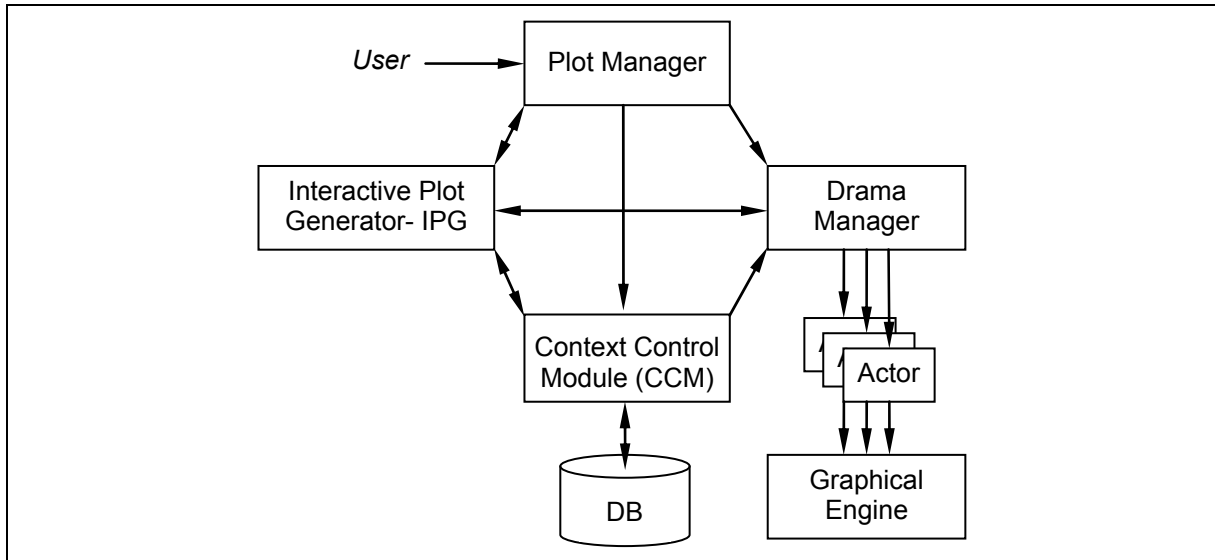 User
Plot Manager
Interactive Plot
Generator- IPG
Drama
Manager
Context Control
Module (CCM)
Actor
DB
Graphical
Engine